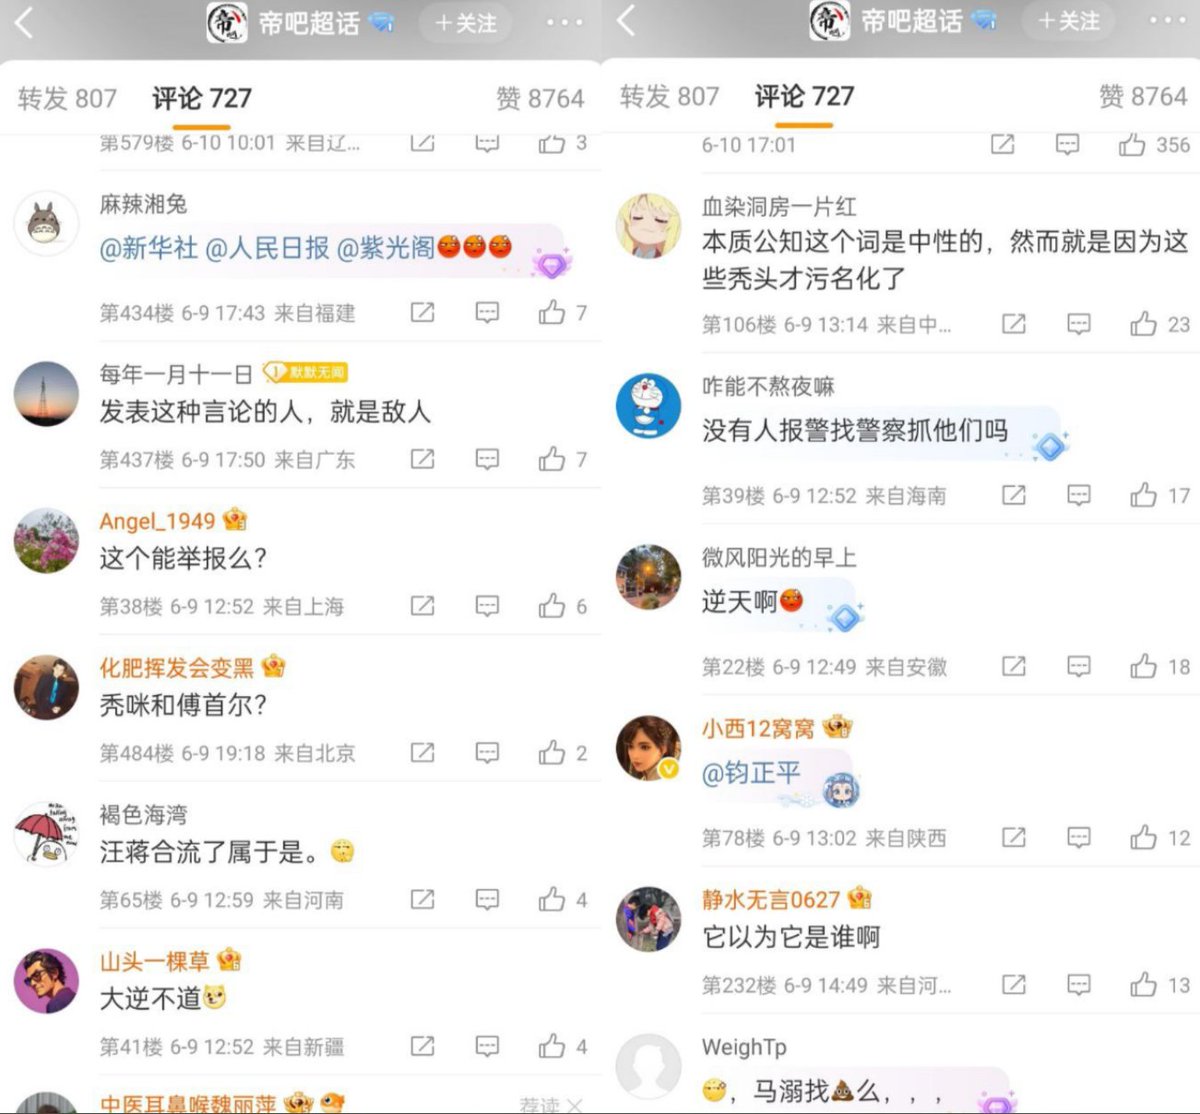 帝吧超话
+关注
转发 807
评论 727
赞 8764
第579楼 6-10 10:01 来自辽...
3
麻辣湘兔
@新华社 @人民日报 @紫光阁
第434楼 6-9 17:43 来自福建
7
每年一月十一日
1 默默无闻
发表这种言论的人，就是敌人
第437楼 6-9 17:50 来自广东
7
Angel_1949
这个能举报么？
第38楼 6-9 12:52 来自上海
6
化肥挥发会变黑
秃咪和傅首尔？
第484楼 6-9 19:18 来自北京
2
褐色海湾
汪蒋合流了属于是。
第65楼 6-9 12:59 来自河南
4
山头一棵草
大逆不道
第41楼 6-9 12:52 来自新疆
4
中医耳鼻喉魏丽萍
荐读
帝吧超话
+关注
转发 807
评论 727
赞 8764
6-10 17:01
356
血染洞房一片红
本质公知这个词是中性的，然而就是因为这
些秃头才污名化了
第106楼 6-9 13:14 来自中...
23
咋能不熬夜嘛
没有人报警找警察抓他们吗
第39楼 6-9 12:52 来自海南
17
微风阳光的早上
逆天啊
第22楼 6-9 12:49 来自安徽
18
小西12窝窝
@钧正平
第78楼 6-9 13:02 来自陕西
12
静水无言0627
它以为它是谁啊
第232楼 6-9 14:49 来自河...
13
WeighTp
，马溺找💩么，，，